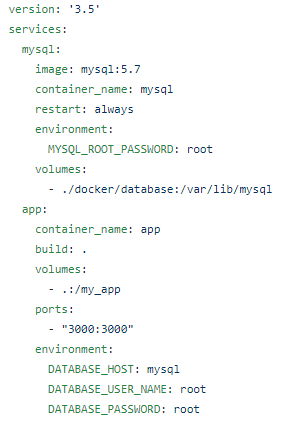 version: '3.5'
services:
  mysql:
    image: mysql:5.7
    container_name: mysql
    restart: always
    environment:
      MYSQL_ROOT_PASSWORD: root
    volumes:
      - ./docker/database:/var/lib/mysql
  app:
    container_name: app
    build: .
    volumes:
      - .:/my_app
    ports:
      - "3000:3000"
    environment:
      DATABASE_HOST: mysql
      DATABASE_USER_NAME: root
      DATABASE_PASSWORD: root